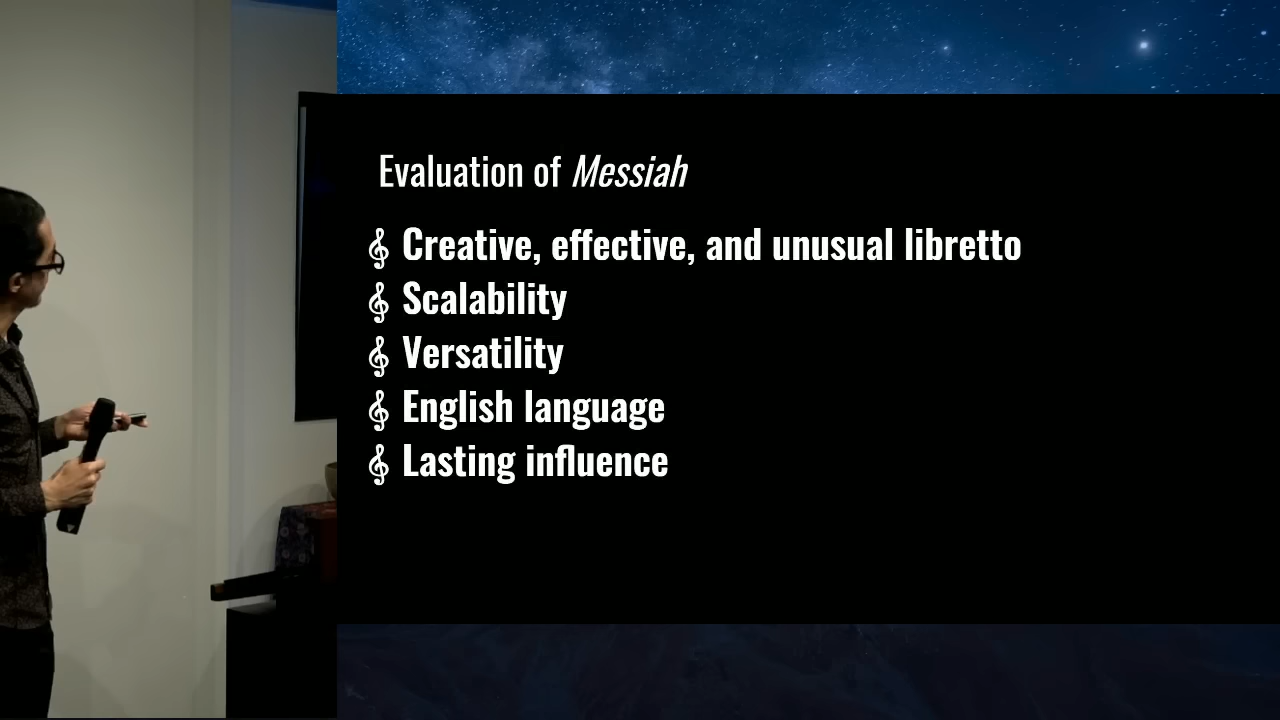 Evaluation of Messiah
Creative, effective, and unusual libretto
Scalability
Versatility
English language
Lasting influence